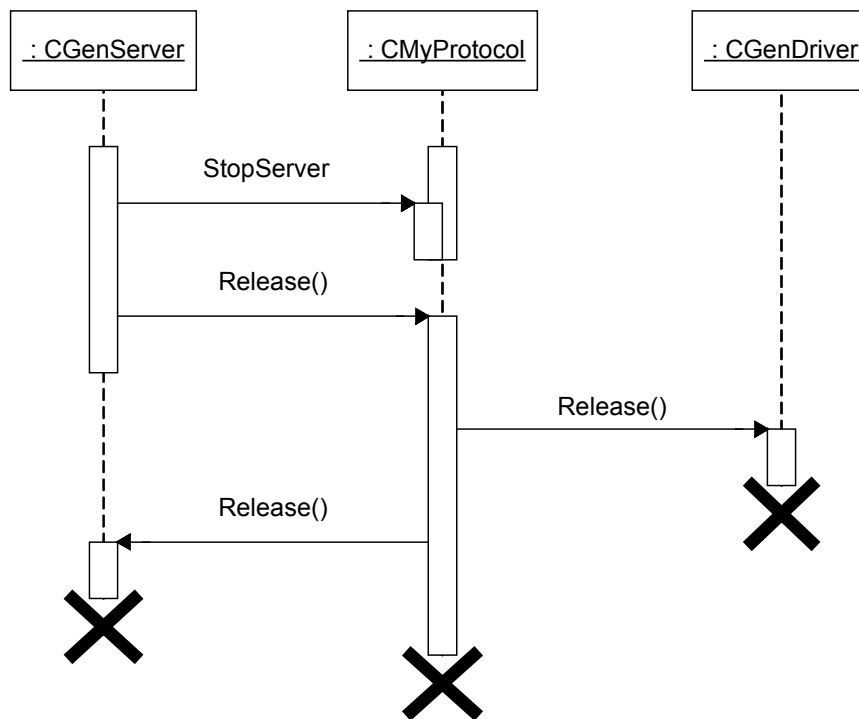 : CGenServer
: CMyProtocol
: CGenDriver
StopServer
Release()
Release()
Release()